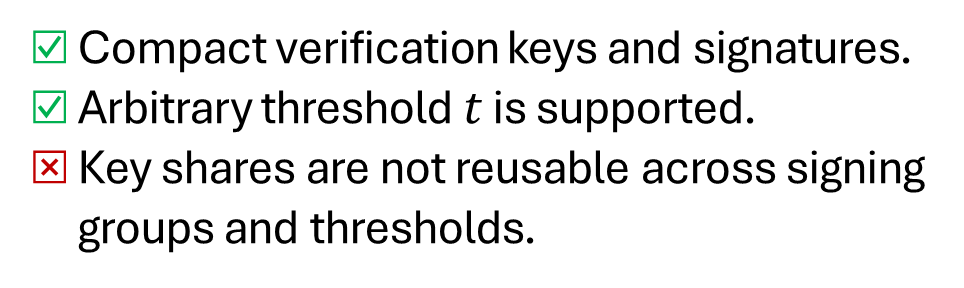 ☑ Compact verification keys and signatures.
☑ Arbitrary threshold t is supported.
☒ Key shares are not reusable across signing
groups and thresholds.